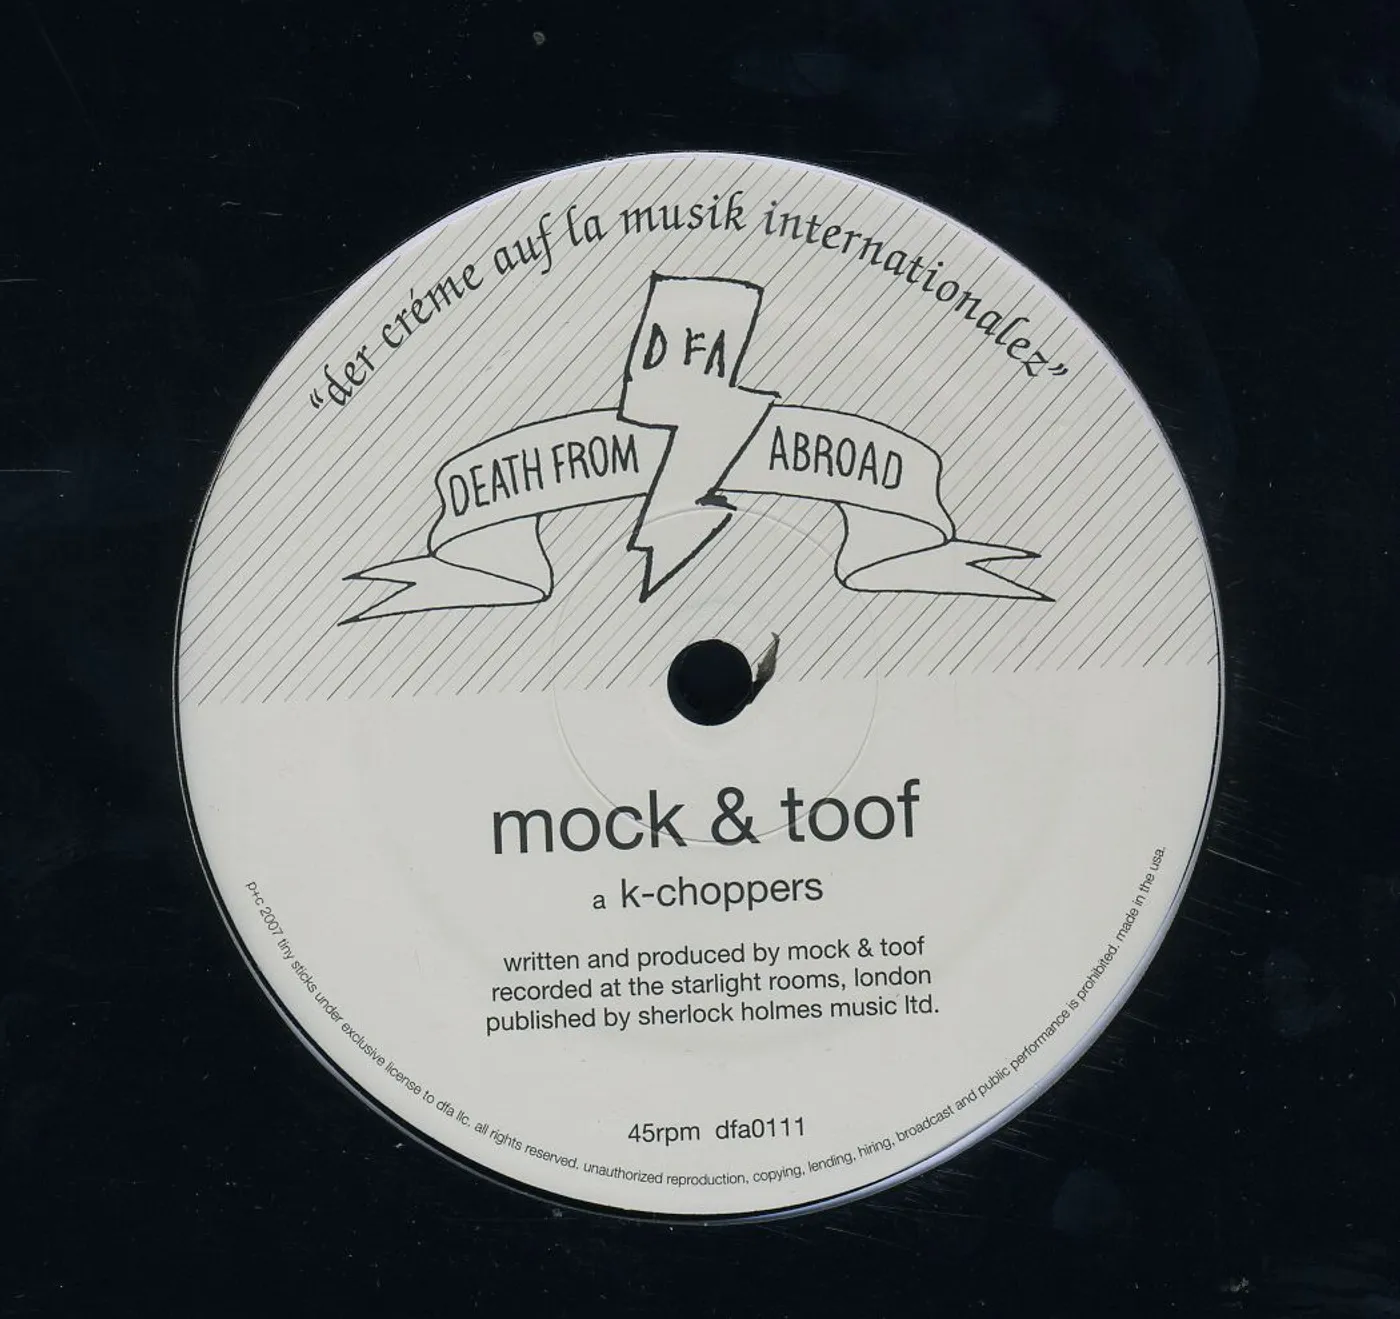 “der créme auf la musik internationalez”
DFA
DEATH FROM ABROAD
mock & toof
a k-choppers
written and produced by mock & toof
recorded at the starlight rooms, london
published by sherlock holmes music ltd.
45rpm dfa0111
p+c 2007 tiny sticks under exclusive license to dfa llc. all rights reserved. unauthorized reproduction, copying, lending, hiring, broadcast and public performance is prohibited. made in the usa.